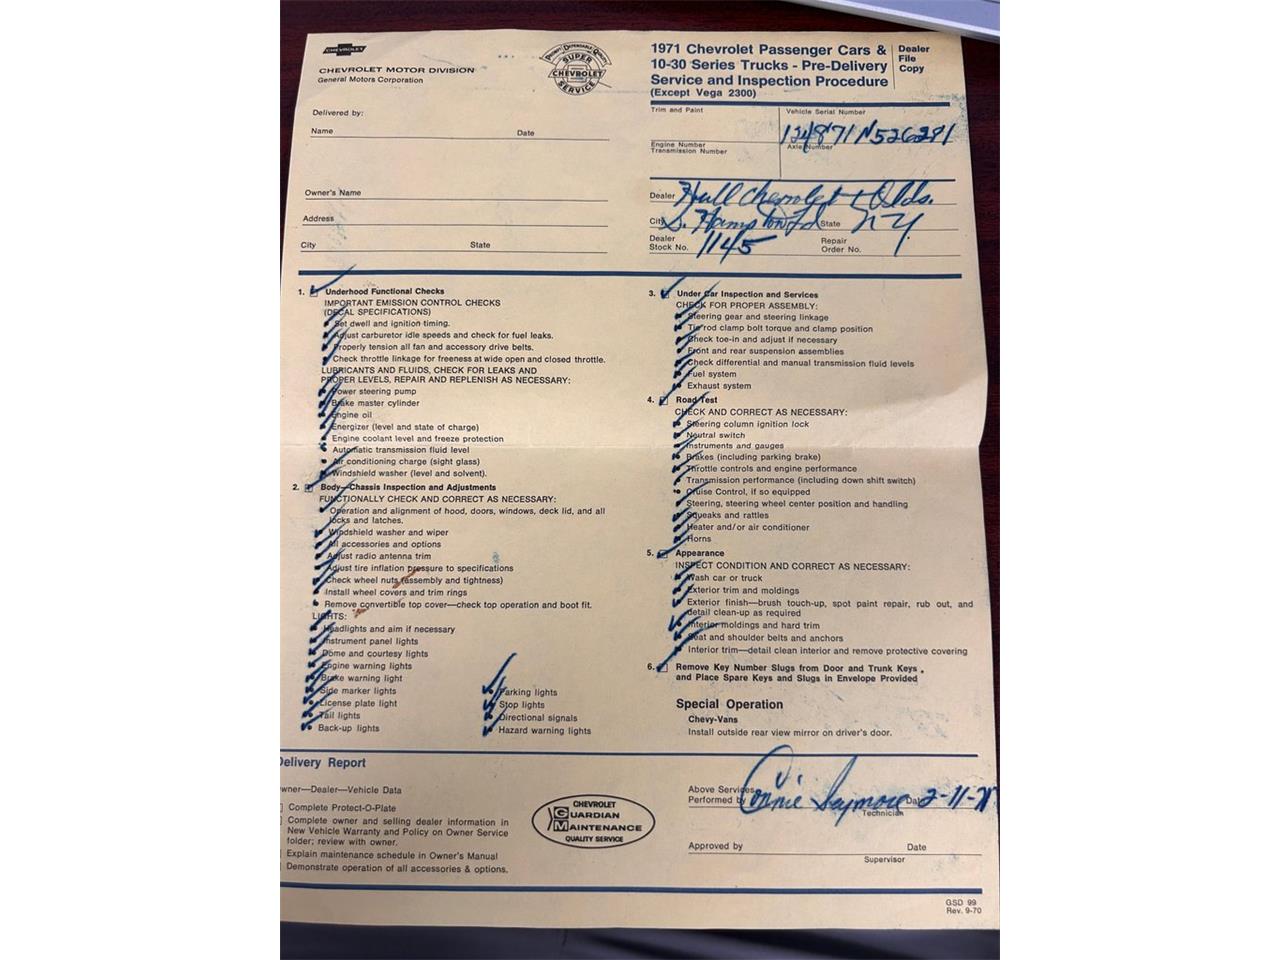 CHEVROLET
CHEVROLET MOTOR DIVISION
General Motors Corporation
SUPER
CHEVROLET
SERVICE
1971 Chevrolet Passenger Cars &
10-30 Series Trucks - Pre-Delivery
Service and Inspection Procedure
(Except Vega 2300)
Dealer
File
Copy
Delivered by:
Name Date
Owner's Name
Address
City State
Trim and Paint
Vehicle Serial Number
124871N526291
Engine Number
Transmission Number
Axle Number
Dealer Hull Chevrolet + Olds.
City S. Hampton State NY.
Dealer
Stock No. 1145
Repair
Order No.
1. Underhood Functional Checks
IMPORTANT EMISSION CONTROL CHECKS
(DECAL SPECIFICATIONS)
Set dwell and ignition timing.
Adjust carburetor idle speeds and check for fuel leaks.
Properly tension all fan and accessory drive belts.
Check throttle linkage for freeness at wide open and closed throttle.
LUBRICANTS AND FLUIDS, CHECK FOR LEAKS AND
PROPER LEVELS, REPAIR AND REPLENISH AS NECESSARY:
Power steering pump
Brake master cylinder
Engine oil
Energizer (level and state of charge)
Engine coolant level and freeze protection
Automatic transmission fluid level
Air conditioning charge (sight glass)
Windshield washer (level and solvent).
2. Body—Chassis Inspection and Adjustments
FUNCTIONALLY CHECK AND CORRECT AS NECESSARY:
Operation and alignment of hood, doors, windows, deck lid, and all
locks and latches.
Windshield washer and wiper
All accessories and options
Adjust radio antenna trim
Adjust tire inflation pressure to specifications
Check wheel nuts (assembly and tightness)
Install wheel covers and trim rings
Remove convertible top cover—check top operation and boot fit.
LIGHTS:
Headlights and aim if necessary
Instrument panel lights
Dome and courtesy lights
Engine warning lights
Brake warning light
Side marker lights
License plate light
Tail lights
Back-up lights
Parking lights
Stop lights
Directional signals
Hazard warning lights
3. Under Car Inspection and Services
CHECK FOR PROPER ASSEMBLY:
Steering gear and steering linkage
Tie rod clamp bolt torque and clamp position
Check toe-in and adjust if necessary
Front and rear suspension assemblies
Check differential and manual transmission fluid levels
Fuel system
Exhaust system
4. Road Test
CHECK AND CORRECT AS NECESSARY:
Steering column ignition lock
Neutral switch
Instruments and gauges
Brakes (including parking brake)
Throttle controls and engine performance
Transmission performance (including down shift switch)
Cruise Control, if so equipped
Steering, steering wheel center position and handling
Squeaks and rattles
Heater and/or air conditioner
Horns
5. Appearance
INSPECT CONDITION AND CORRECT AS NECESSARY:
Wash car or truck
Exterior trim and moldings
Exterior finish—brush touch-up, spot paint repair, rub out, and
detail clean-up as required
Interior moldings and hard trim
Seat and shoulder belts and anchors
Interior trim—detail clean interior and remove protective covering
6. Remove Key Number Slugs from Door and Trunk Keys
and Place Spare Keys and Slugs in Envelope Provided
Special Operation
Chevy-Vans
Install outside rear view mirror on driver's door.
Delivery Report
wner—Dealer—Vehicle Data
Complete Protect-O-Plate
Complete owner and selling dealer information in
New Vehicle Warranty and Policy on Owner Service
folder; review with owner.
Explain maintenance schedule in Owner's Manual
Demonstrate operation of all accessories & options.
CHEVROLET
GUARDIAN
MAINTENANCE
QUALITY SERVICE
Above Services
Performed by Connie Seymore Date 2-11-71
Technician
Approved by Date
Supervisor
GSD 99
Rev. 9-70